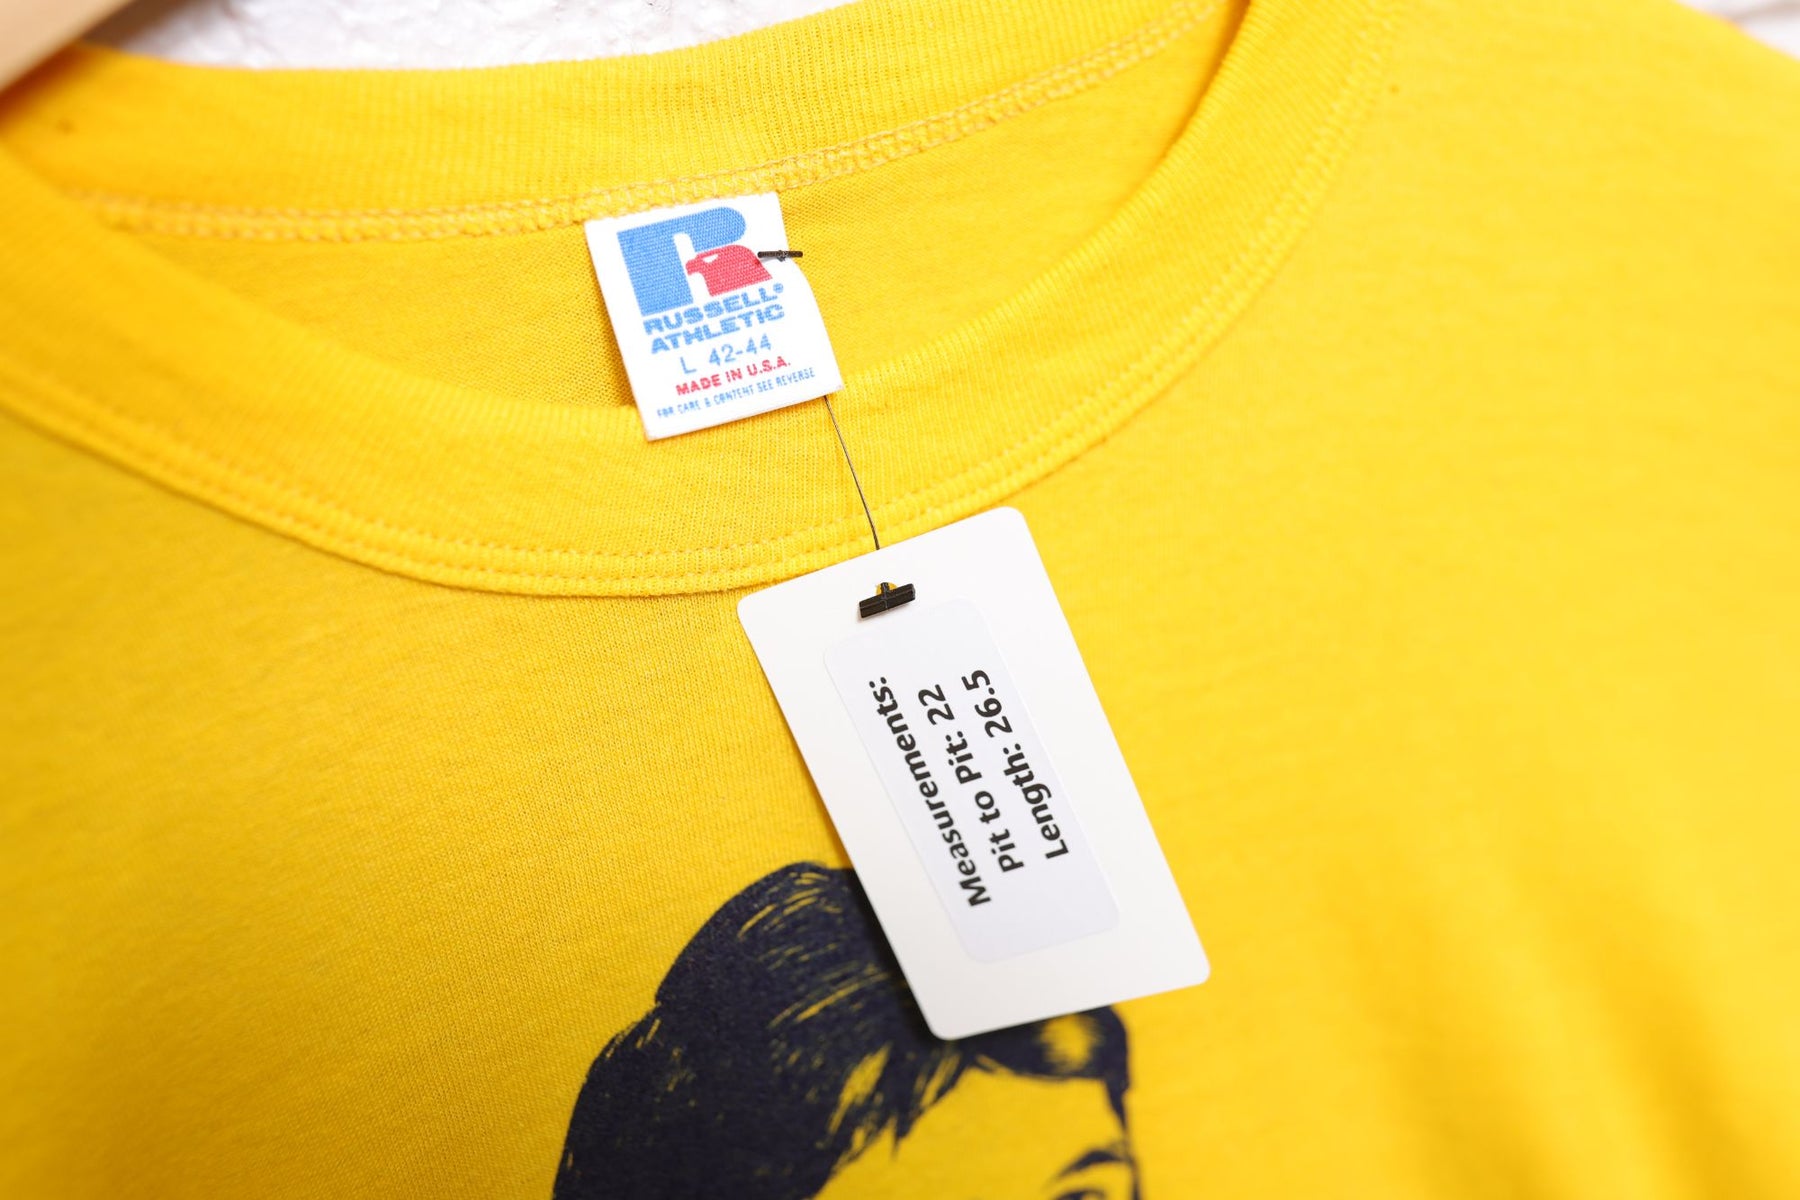 R
RUSSELL®
ATHLETIC
L 42-44
MADE IN U.S.A.
FOR CARE & CONTENT SEE REVERSE
Measurements:
Pit to Pit: 22
Length: 26.5